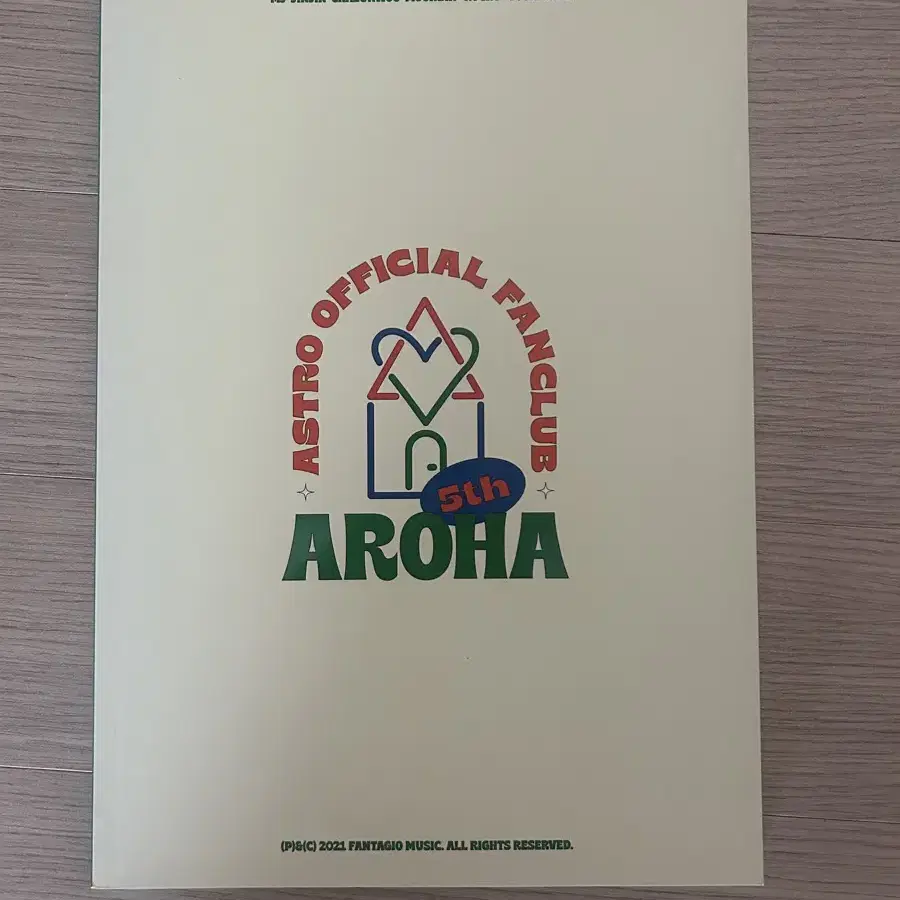 ASTRO OFFICIAL FANCLUB
5th
AROHA
(P)&(C) 2021 FANTAGIO MUSIC. ALL RIGHTS RESERVED.